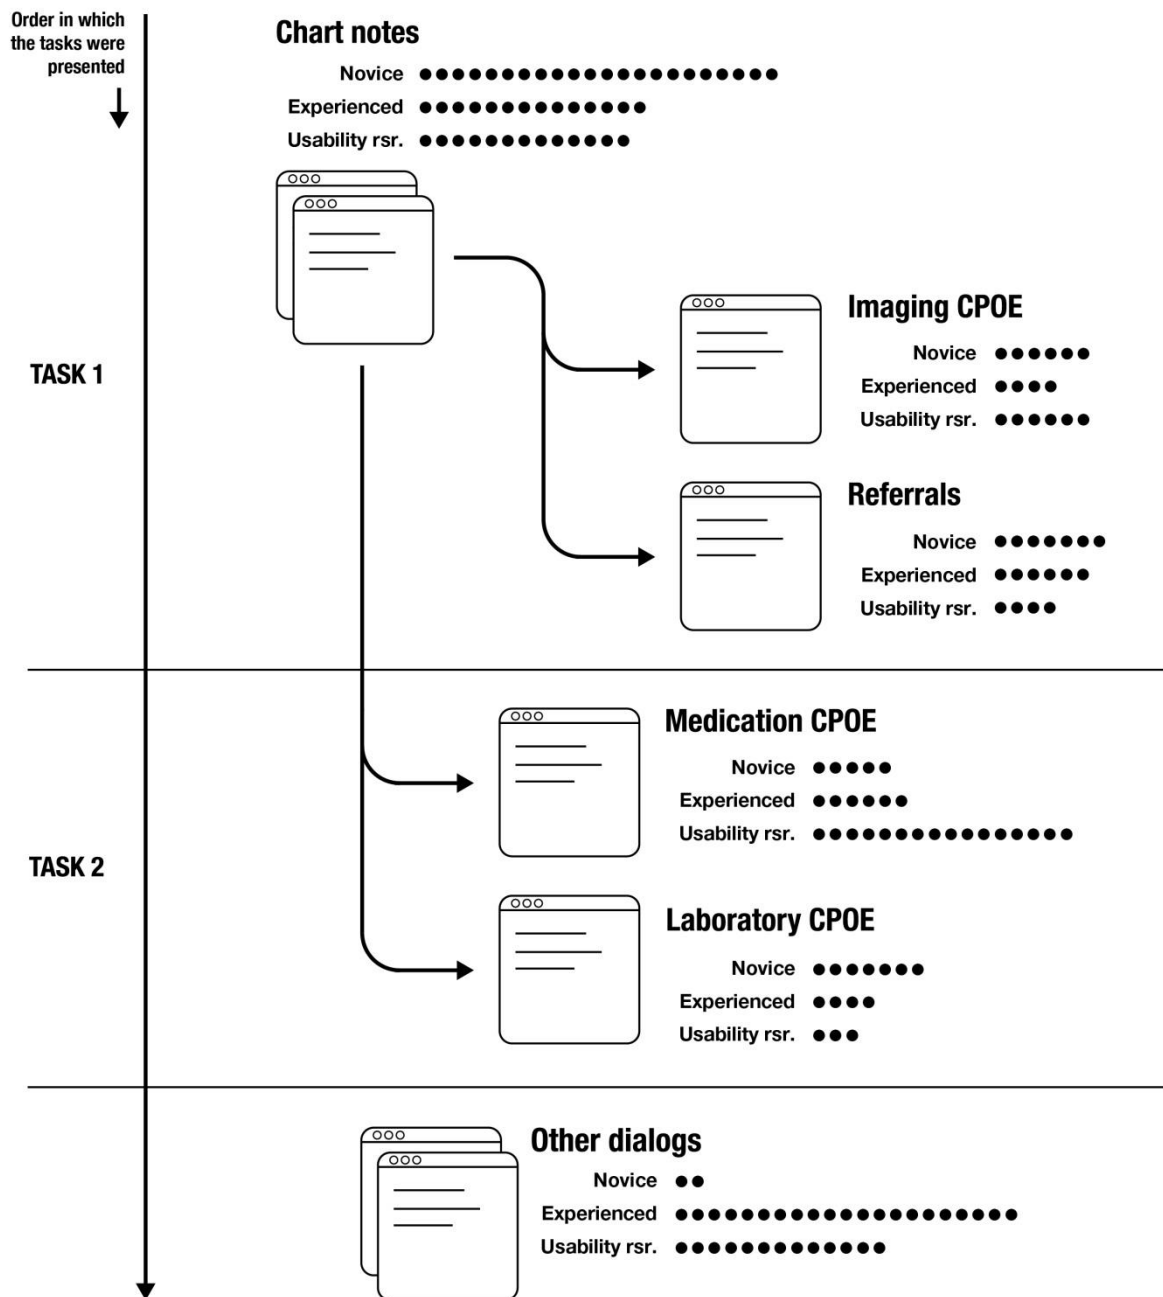 Order in which
the tasks were
presented
Chart notes
Novice
Experienced
Usability rsr.
TASK 1
Imaging CPOE
Novice
Experienced
Usability rsr.
Referrals
Novice
Experienced
Usability rsr.
TASK 2
Medication CPOE
Novice
Experienced
Usability rsr.
Laboratory CPOE
Novice
Experienced
Usability rsr.
Other dialogs
Novice
Experienced
Usability rsr.